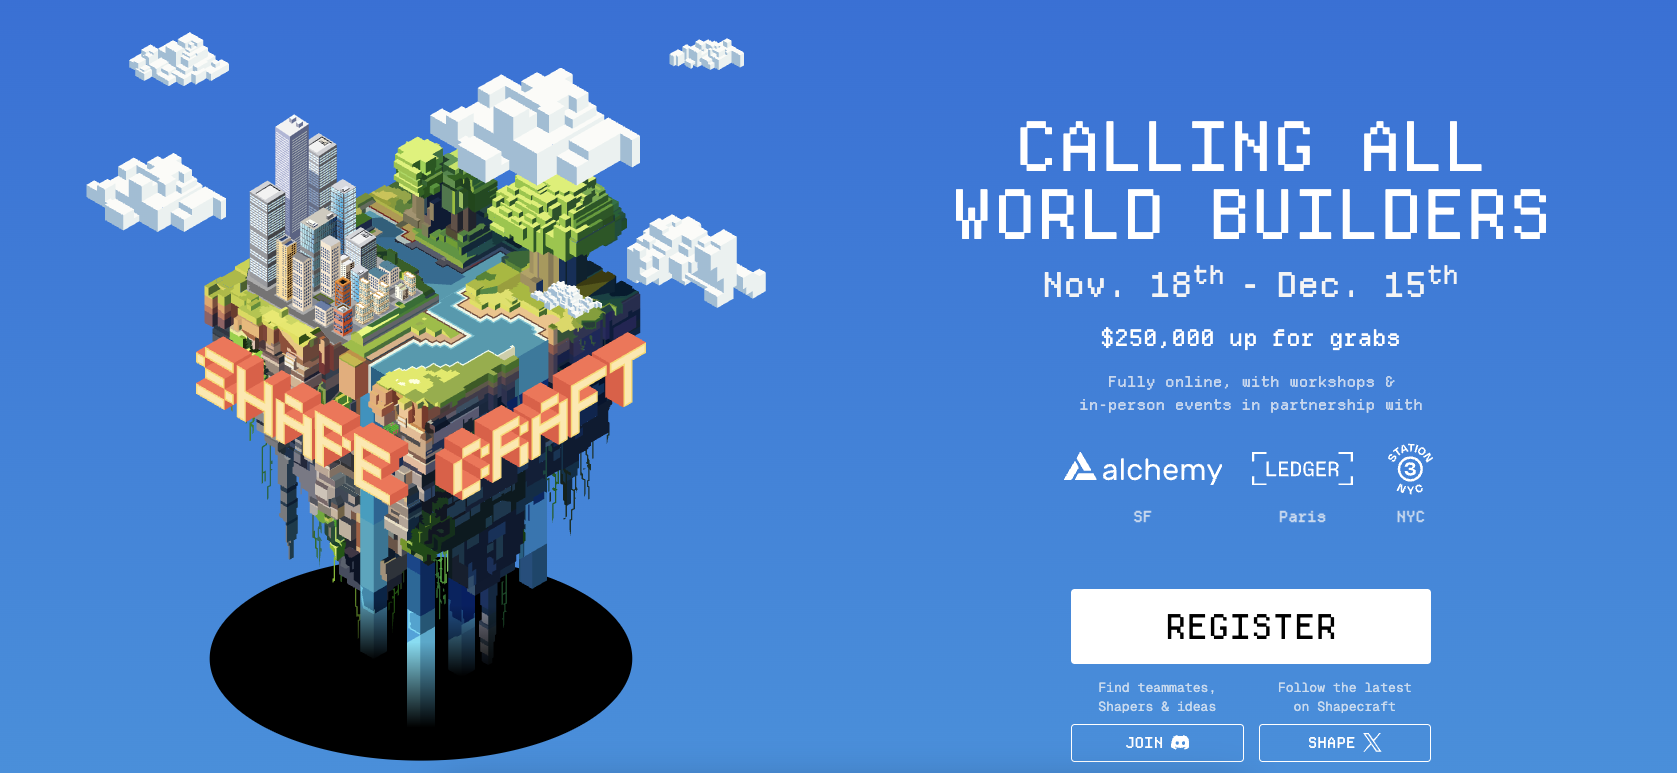 SHAPE CRAFT
CALLING ALL
WORLD BUILDERS
Nov. 18th - Dec. 15th
$250,000 up for grabs
Fully online, with workshops &
in-person events in partnership with
alchemy
LEDGER
STATION
3
NYC
SF
Paris
NYC
REGISTER
Find teammates,
Shapers & ideas
Follow the latest
on Shapecraft
JOIN
SHAPE X